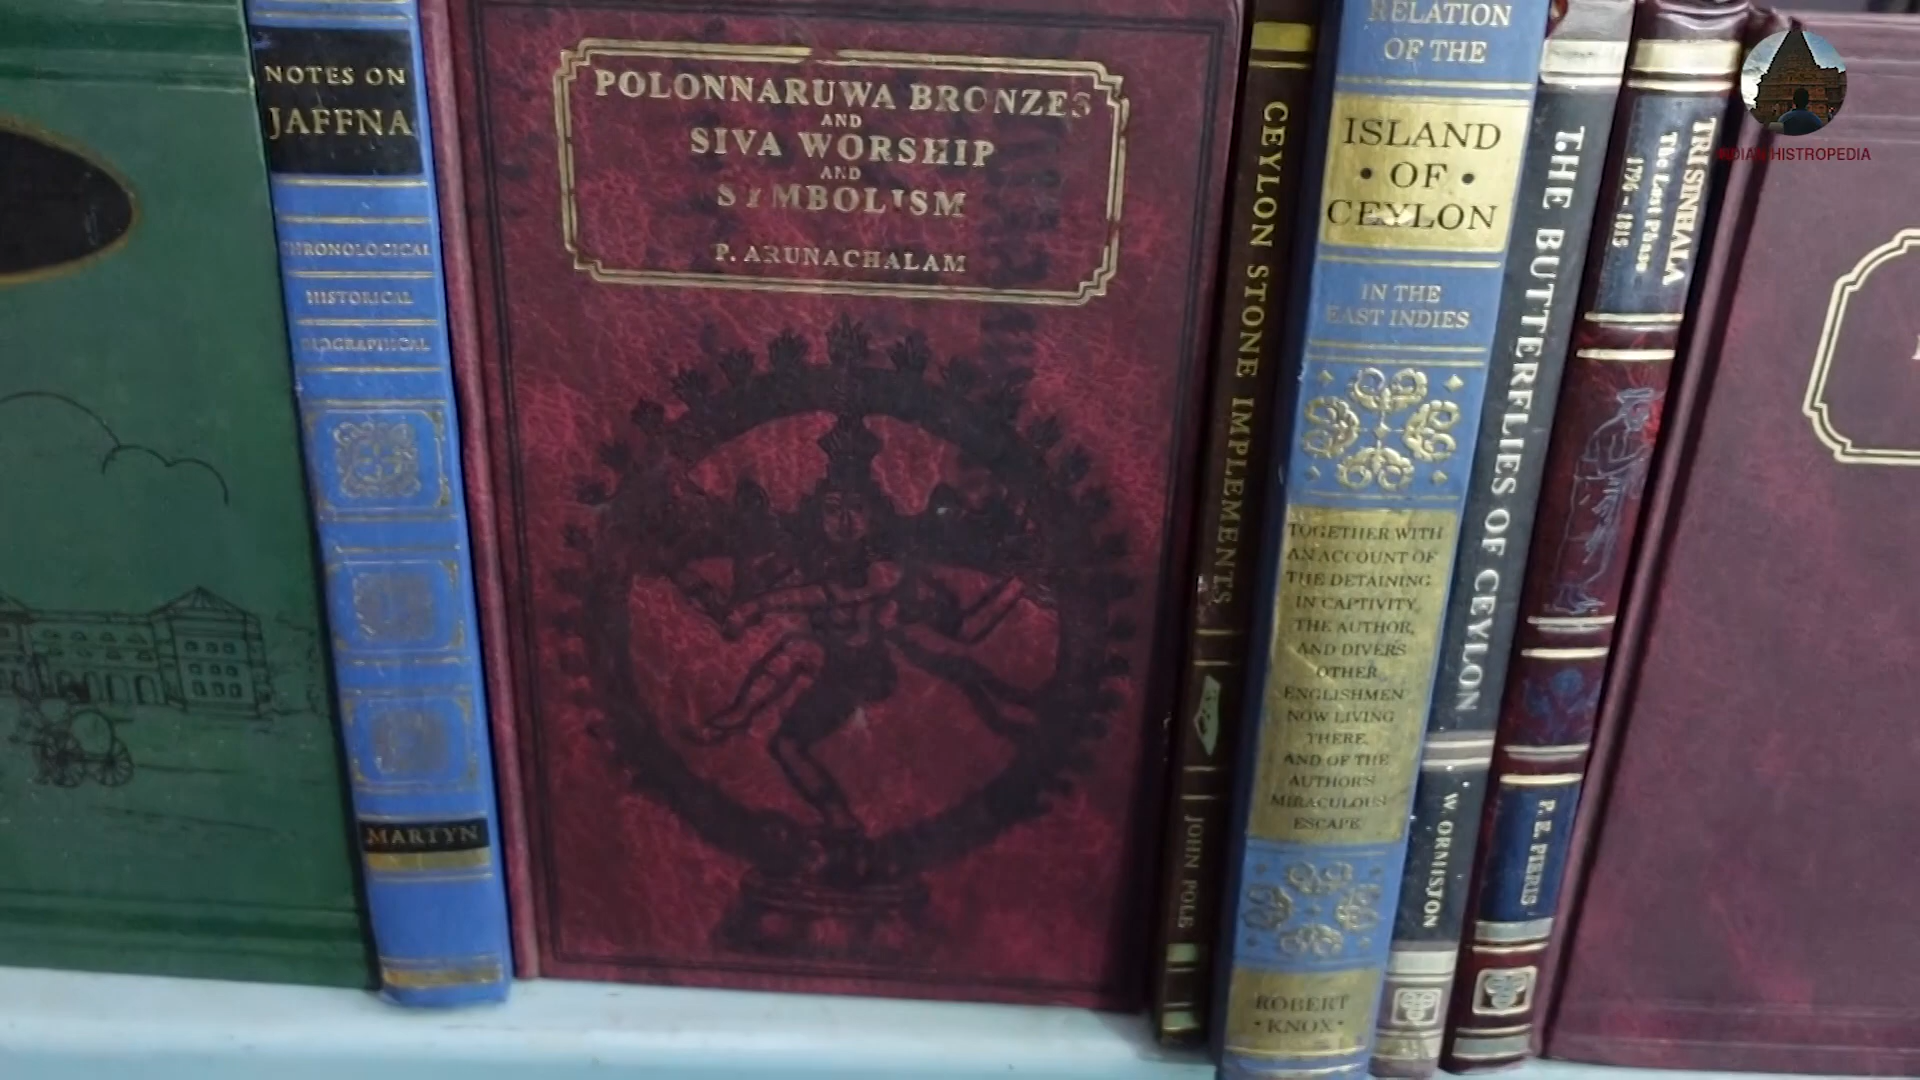 NOTES ON
JAFFNA
CHRONOLOGICAL
HISTORICAL
BIOGRAPHICAL
MARTYN
POLONNARUWA BRONZES
AND
SIVA WORSHIP
AND
SYMBOLISM
P. ARUNACHALAM
CEYLON STONE IMPLEMENTS
JOHN POLE
RELATION
OF THE
ISLAND
• OF •
CEYLON
IN THE
EAST INDIES
TOGETHER WITH
AN ACCOUNT OF
THE DETAINING
IN CAPTIVITY
THE AUTHOR,
AND DIVERS
OTHER
ENGLISHMEN
NOW LIVING
THERE,
AND OF THE
AUTHOR'S
MIRACULOUS
ESCAPE
ROBERT
• KNOX •
THE BUTTERFLIES OF CEYLON
W. ORMISTON
TRI SINHALA
The Last Phase
1796 - 1815
P. E. PIERIS
INDIAN HISTROPEDIA